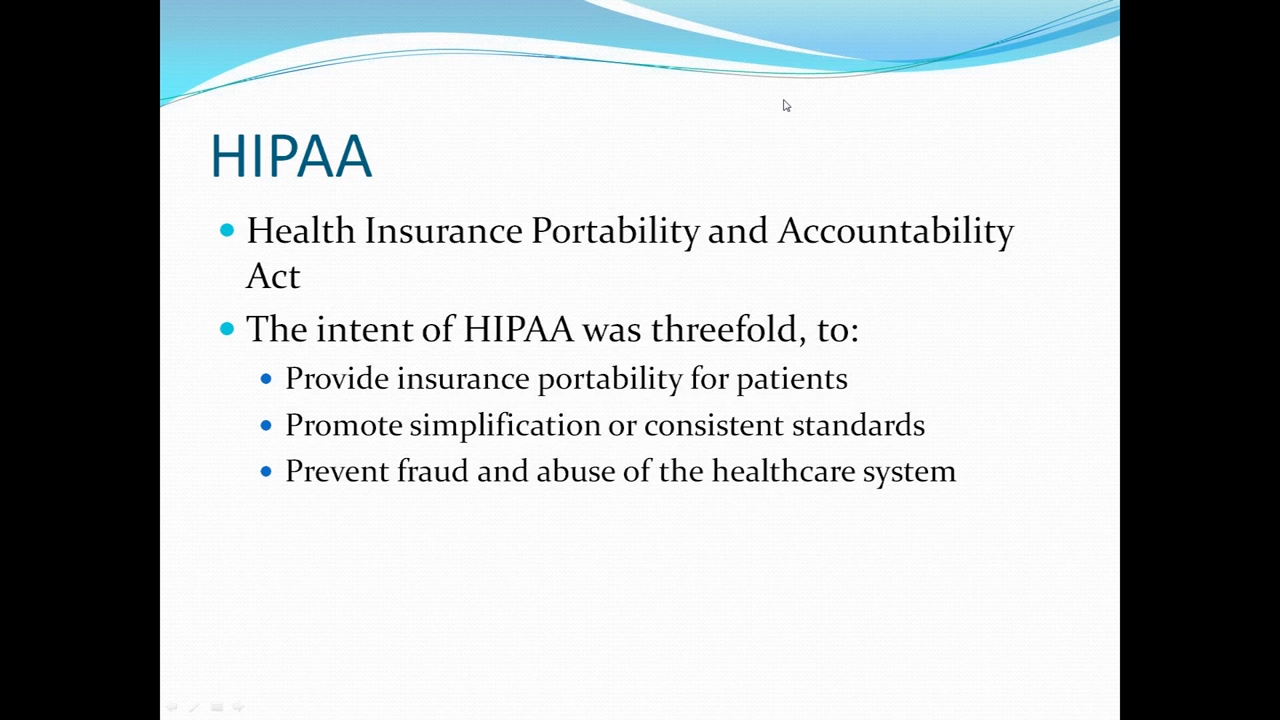 HIPAA
Health Insurance Portability and Accountability
Act
The intent of HIPAA was threefold, to:
Provide insurance portability for patients
Promote simplification or consistent standards
Prevent fraud and abuse of the healthcare system